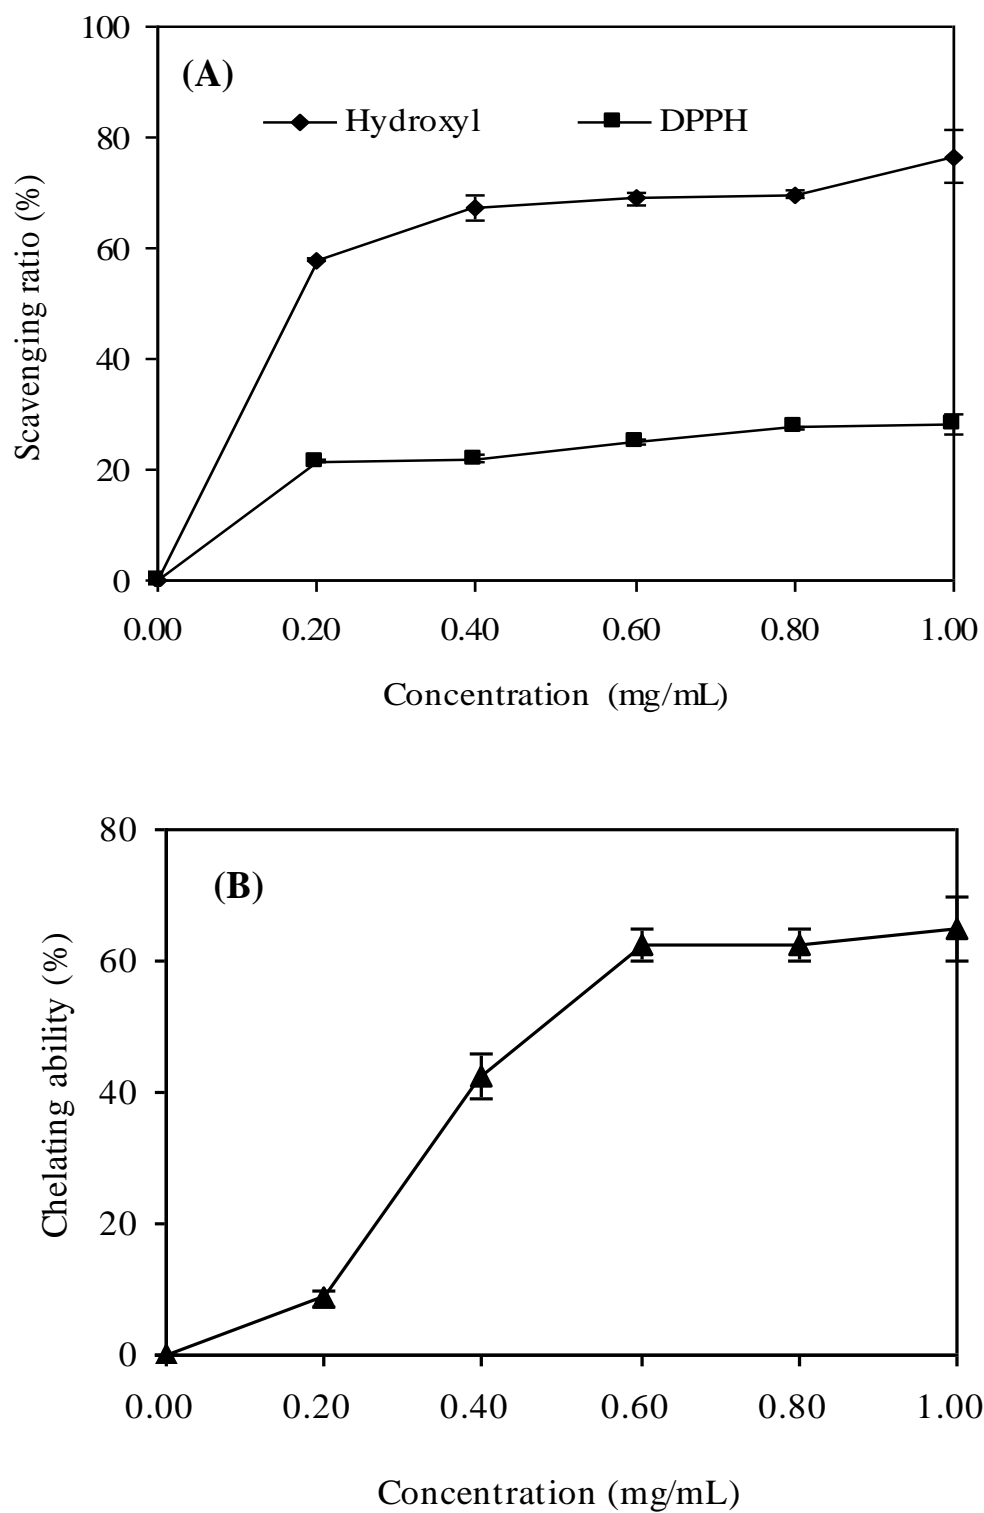 100
(A)
Hydroxyl DPPH
80
60
40
20
0
Scavenging ratio (%)
0.00 0.20 0.40 0.60 0.80 1.00
Concentration (mg/mL)
80
(B)
60
40
20
0
Chelating ability (%)
0.00 0.20 0.40 0.60 0.80 1.00
Concentration (mg/mL)